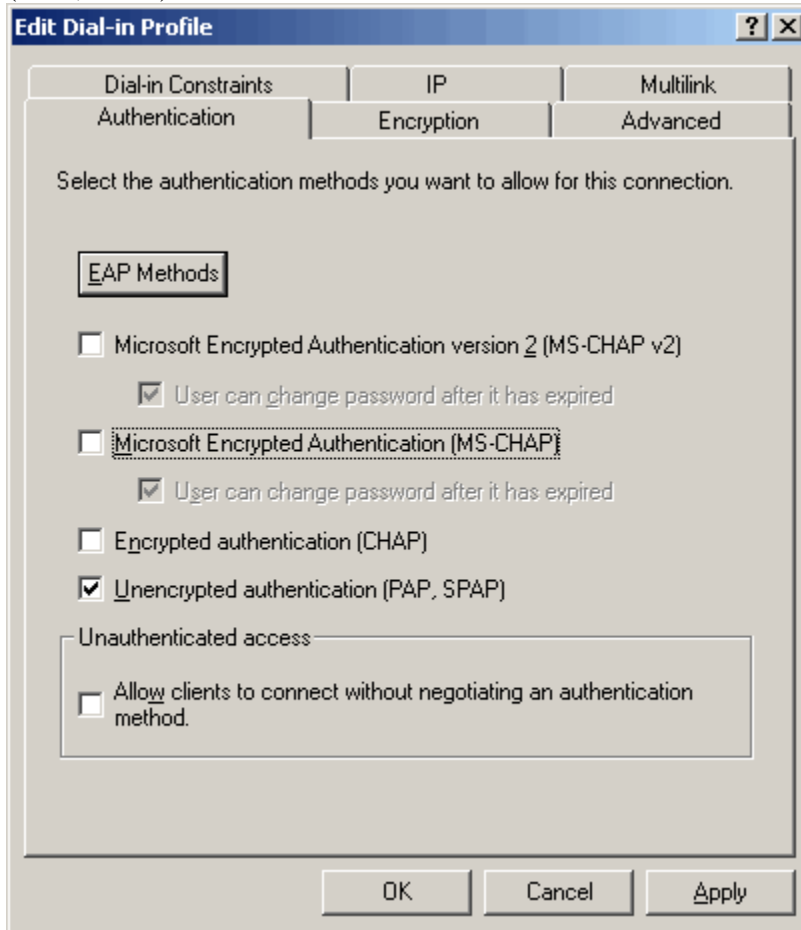 Edit Dial-in Profile
Dial-in Constraints IP Multilink
Authentication Encryption Advanced
Select the authentication methods you want to allow for this connection.
EAP Methods
Microsoft Encrypted Authentication version 2 (MS-CHAP v2)
User can change password after it has expired
Microsoft Encrypted Authentication (MS-CHAP)
User can change password after it has expired
Encrypted authentication (CHAP)
Unencrypted authentication (PAP, SPAP)
Unauthenticated access
Allow clients to connect without negotiating an authentication
method.
OK Cancel Apply